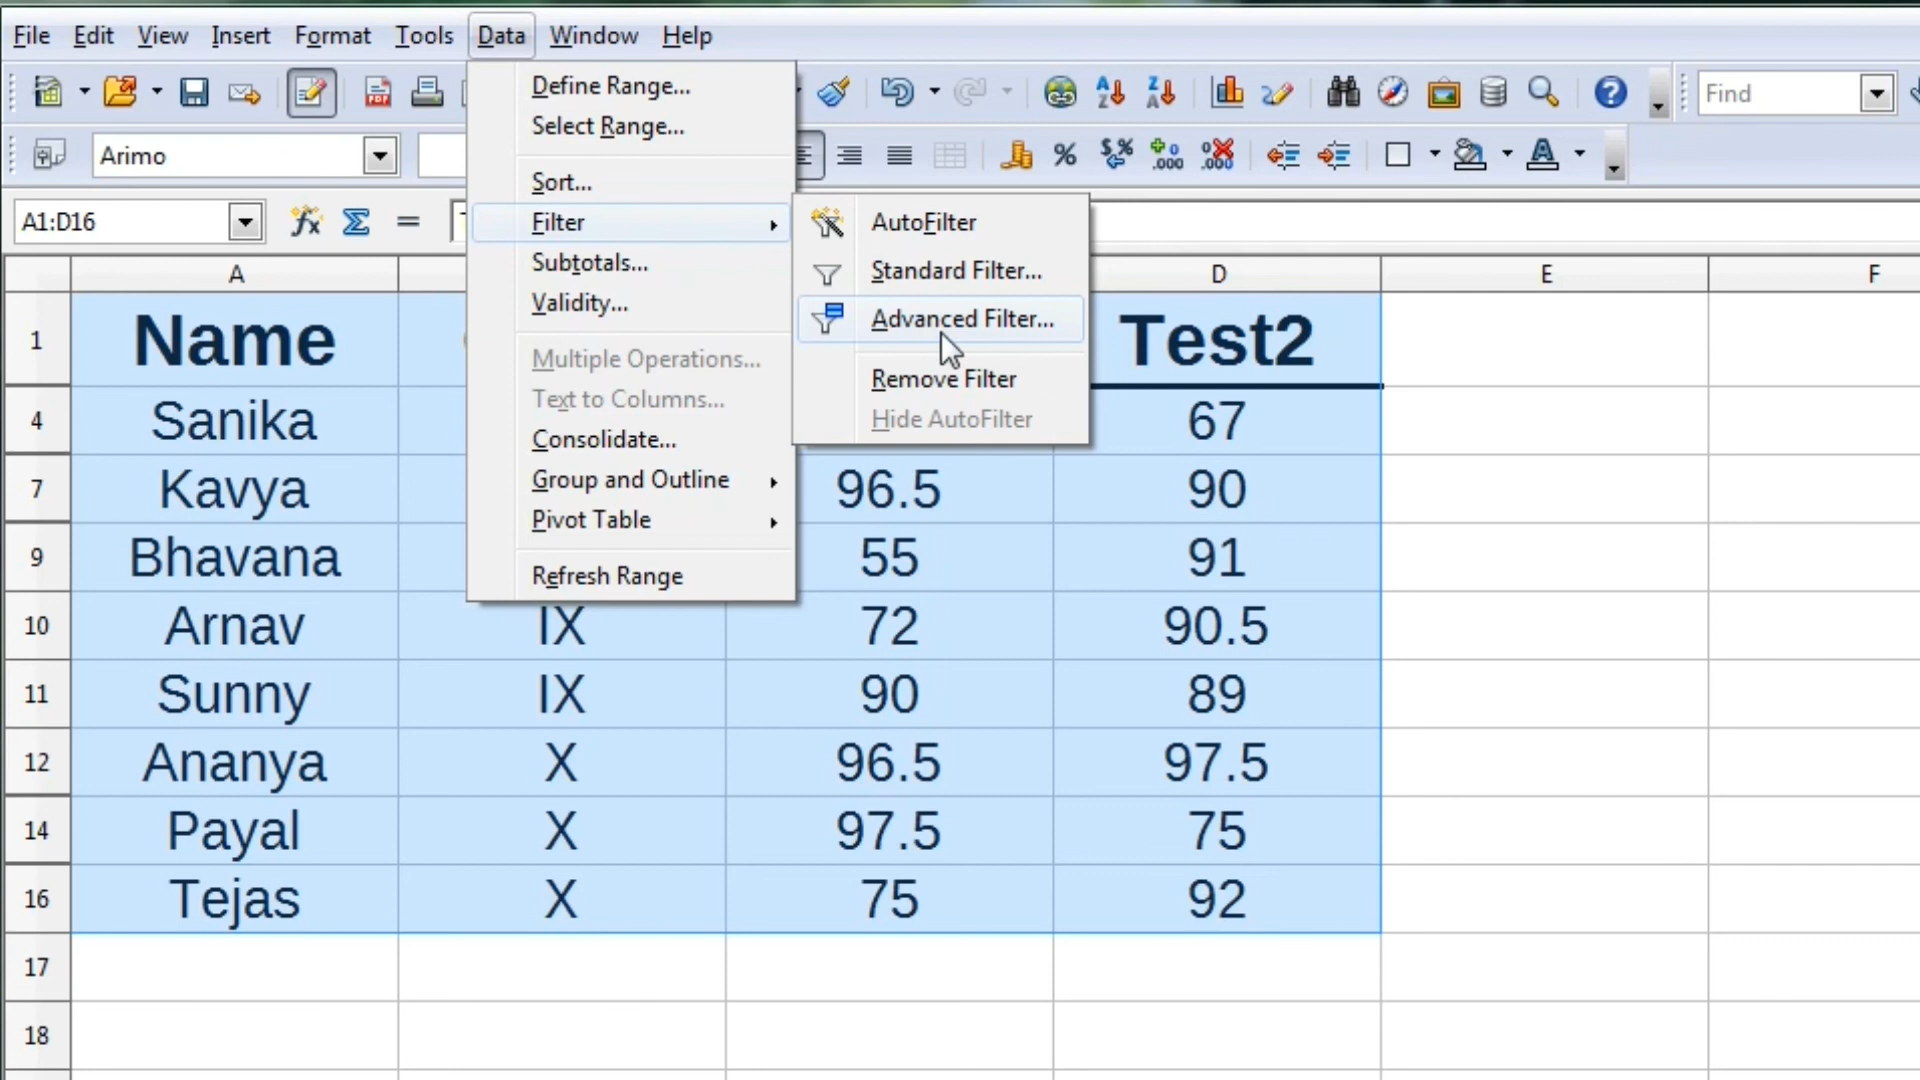 File Edit View Insert Format Tools Data Window Help
Find
Arimo
A1:D16
Define Range...
Select Range...
Sort...
Filter
Subtotals...
Validity...
Multiple Operations...
Text to Columns...
Consolidate...
Group and Outline
Pivot Table
Refresh Range
AutoFilter
Standard Filter...
Advanced Filter...
Remove Filter
Hide AutoFilter
A D E F
1 Name Test2
4 Sanika 67
7 Kavya 96.5 90
9 Bhavana 55 91
10 Arnav IX 72 90.5
11 Sunny IX 90 89
12 Ananya X 96.5 97.5
14 Payal X 97.5 75
16 Tejas X 75 92
17
18